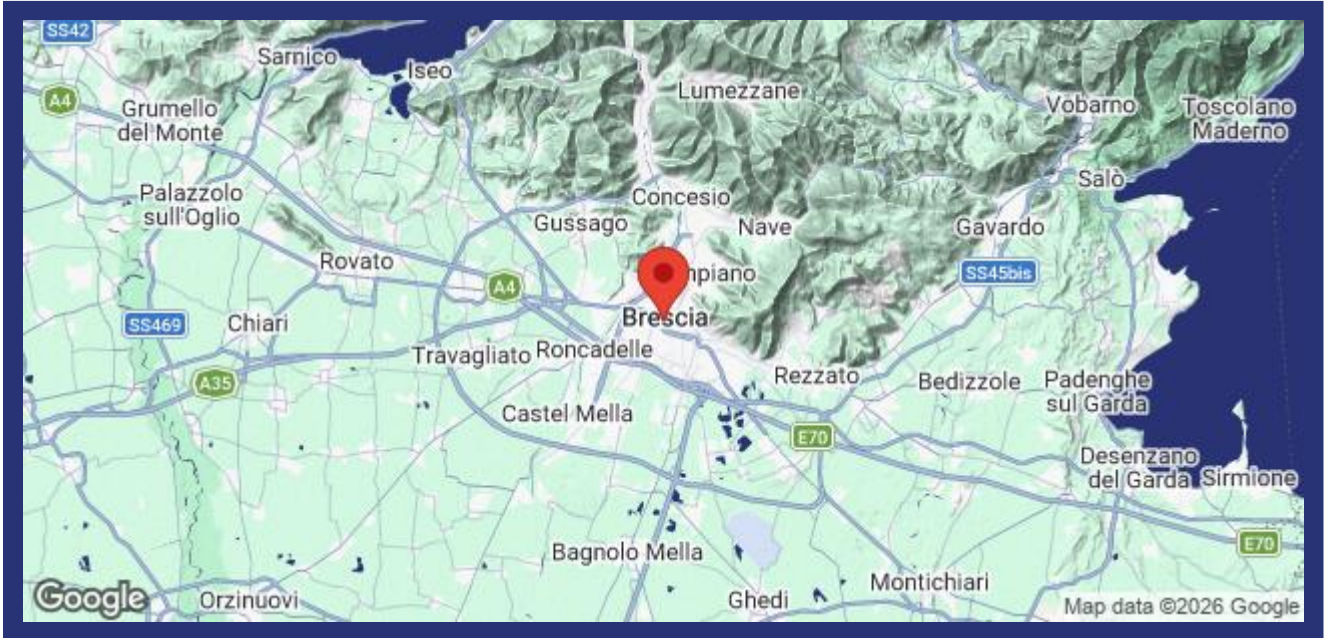 SS42
Sarnico
Iseo
A4
Grumello
del Monte
Lumezzane
Vobarno
Toscolano
Maderno
Palazzolo
sull'Oglio
Concesio
Salò
Gussago
Nave
Gavardo
Rovato
A4
SS45bis
SS469
Chiari
Brescia
Travagliato
Roncadelle
A35
Rezzato
Bedizzole
Padenghe
sul Garda
Castel Mella
E70
Desenzano
del Garda
Sirmione
E70
Bagnolo Mella
Montichiari
Google
Orzinuovi
Ghedi
Map data ©2026 Google